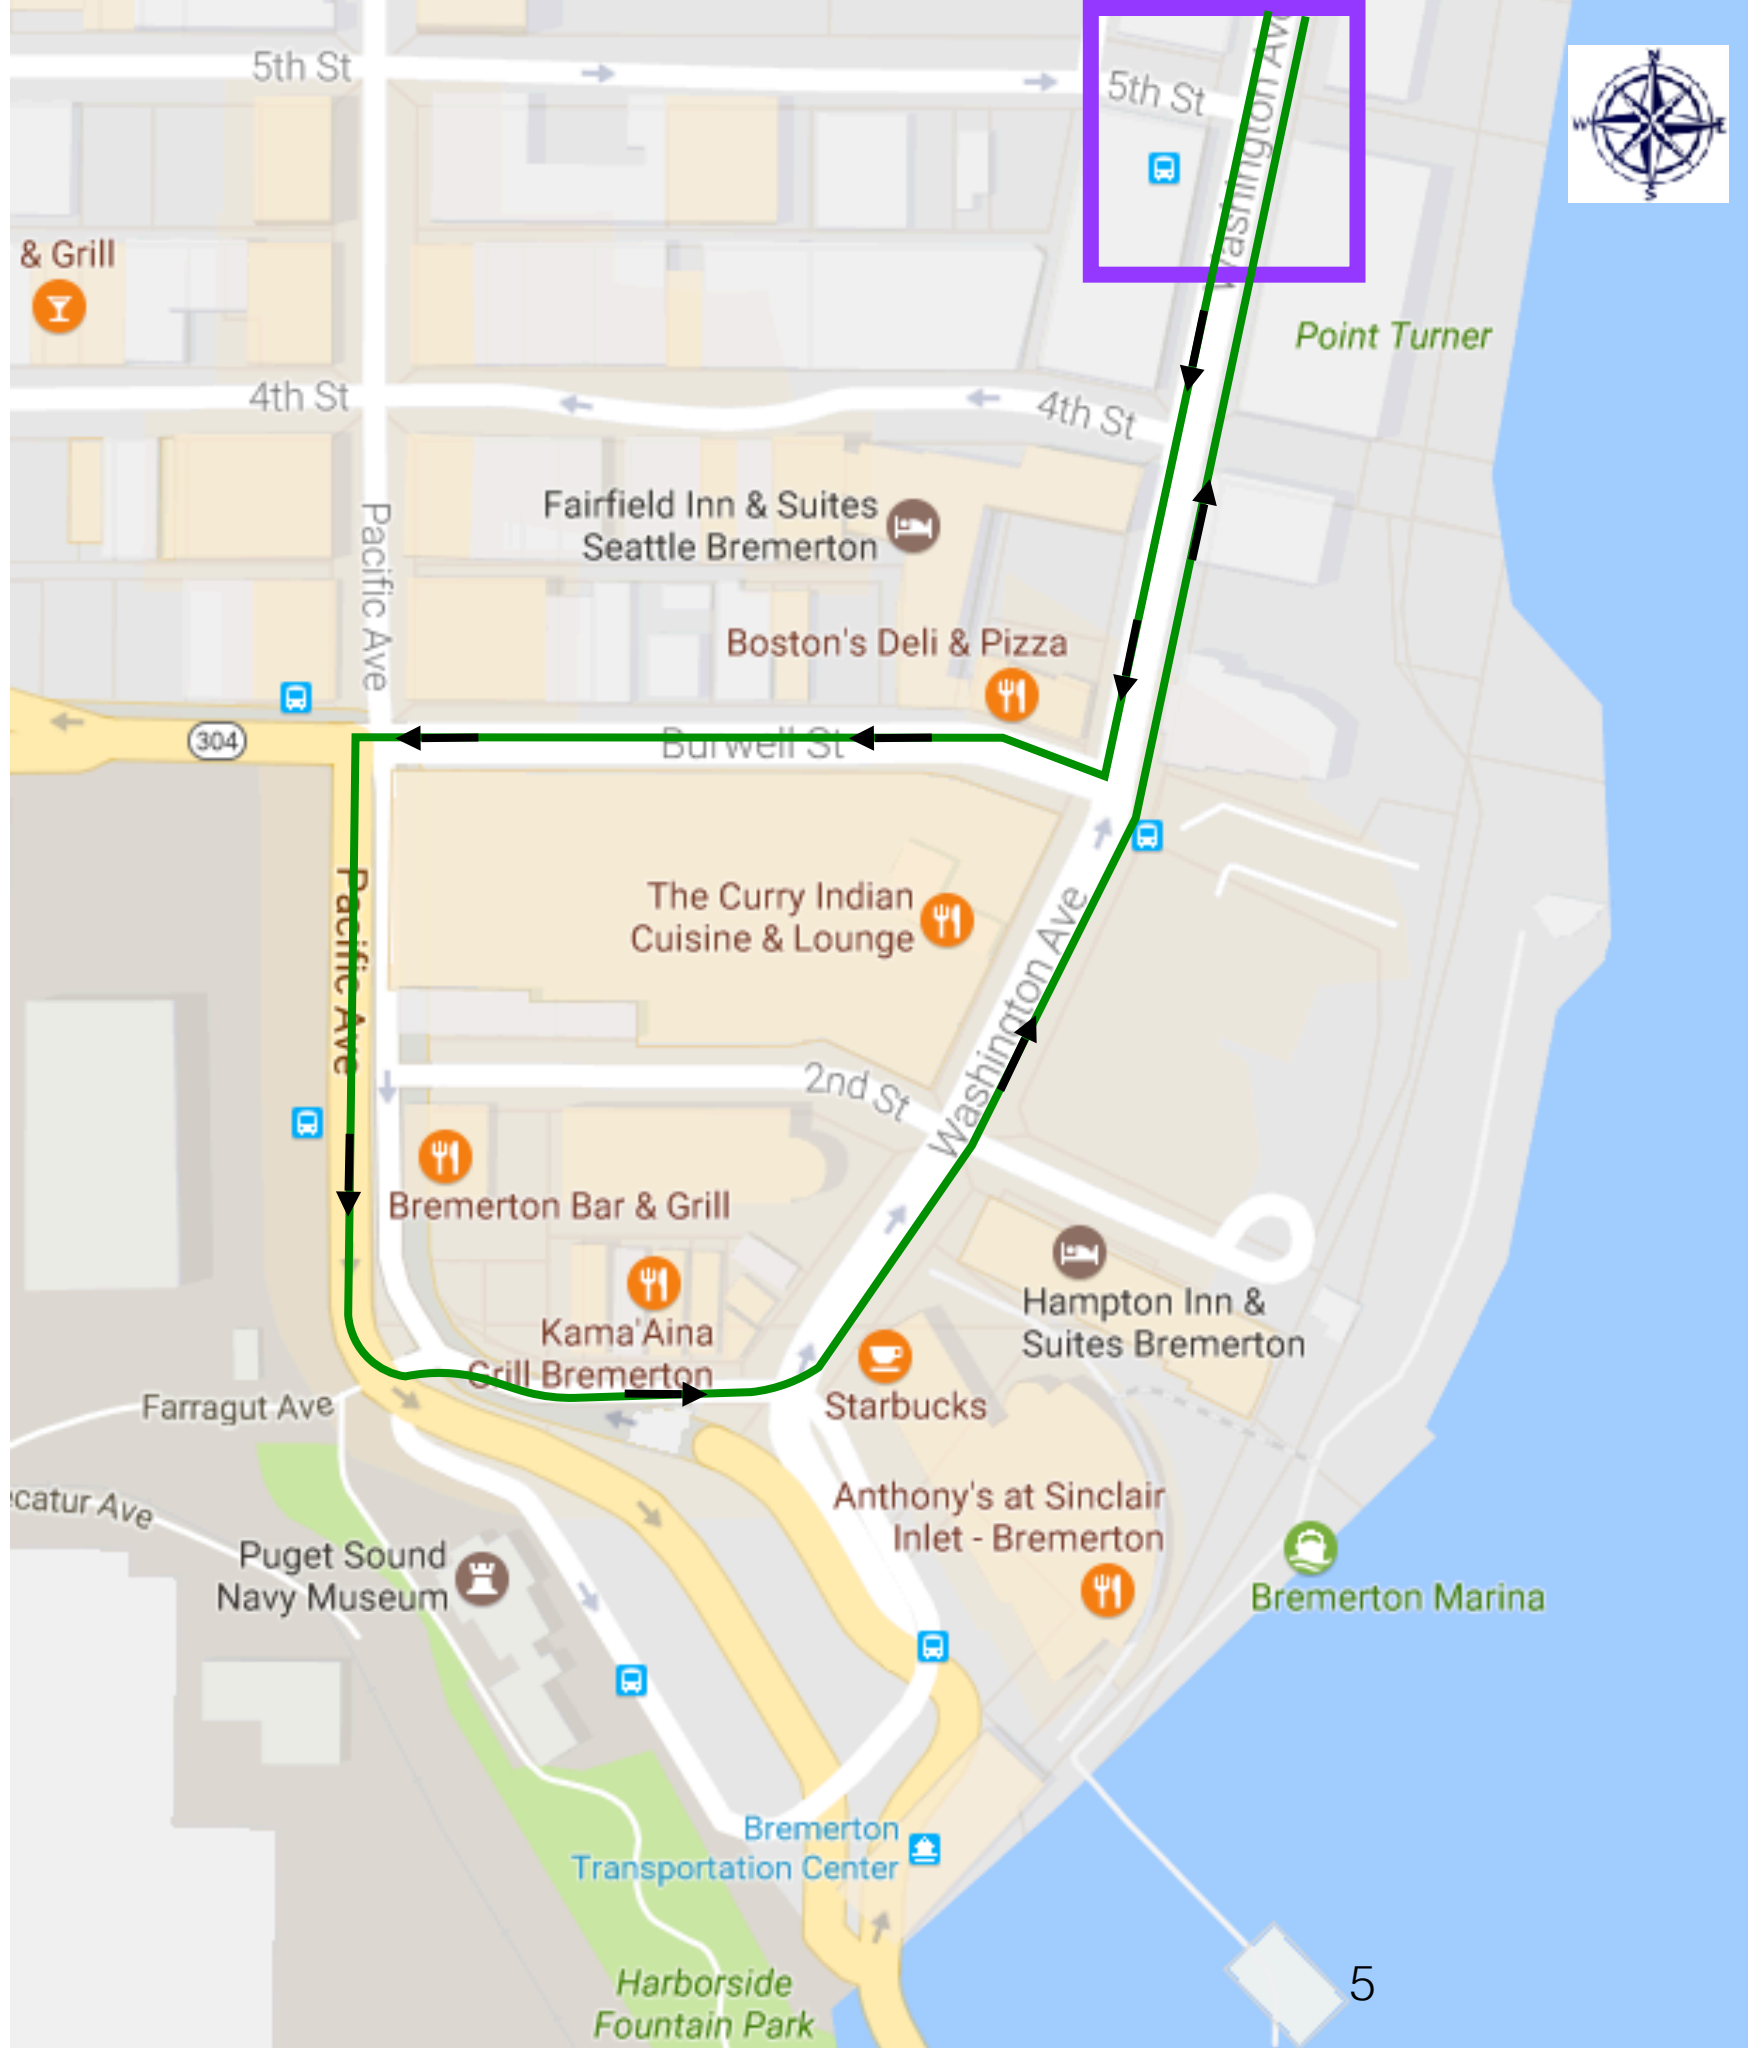 5th St
5th St
Washington Ave
N
W
E
S
& Grill
Point Turner
4th St
4th St
Fairfield Inn & Suites
Seattle Bremerton
Pacific Ave
Boston's Deli & Pizza
304
Burwell St
Pacific Ave
The Curry Indian
Cuisine & Lounge
Washington Ave
2nd St
Bremerton Bar & Grill
Kama'Aina
Grill Bremerton
Hampton Inn &
Suites Bremerton
Starbucks
Farragut Ave
ecatur Ave
Anthony's at Sinclair
Inlet - Bremerton
Puget Sound
Navy Museum
Bremerton Marina
Bremerton
Transportation Center
Harborside
Fountain Park
5